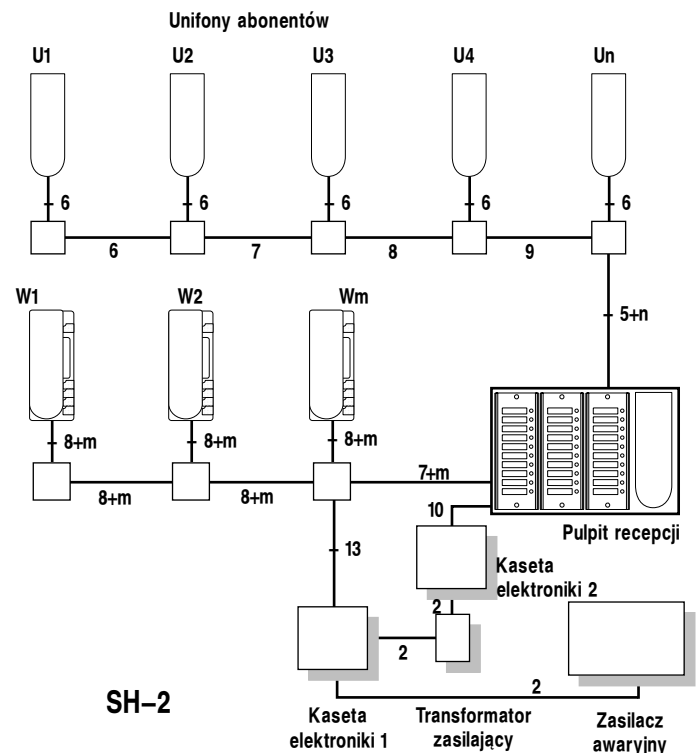 Unifony abonentów
U1 U2 U3 U4 Un
6 6 6 6 6
6 7 8 9
W1 W2 Wm
5+n
8+m 8+m 8+m
8+m 8+m 7+m
10
Pulpit recepcji
13
Kaseta
elektroniki 2
2
2
2
SH–2
Kaseta
elektroniki 1
Transformator
zasilający
Zasilacz
awaryjny